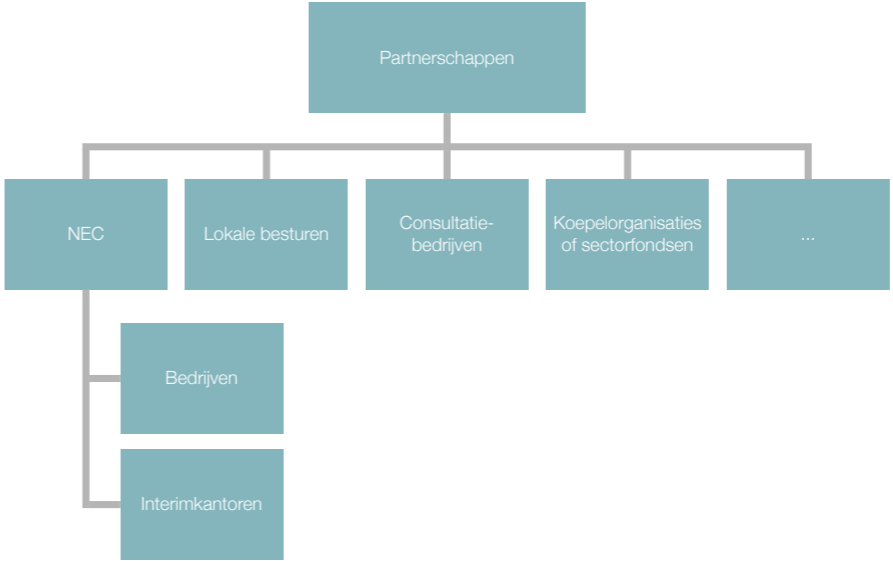 Partnerschappen
NEC
Lokale besturen
Consultatie-
bedrijven
Koepelorganisaties
of sectorfondsen
...
Bedrijven
Interimkantoren